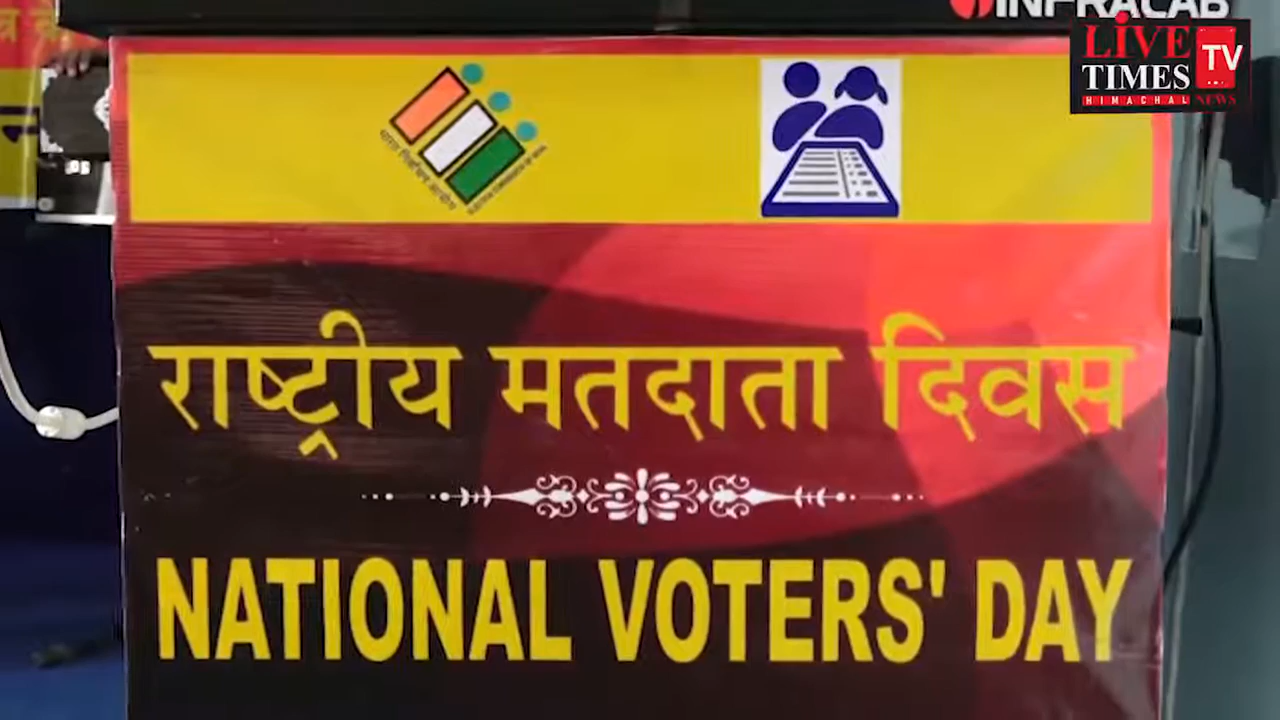 INFRACAB
LIVE
TIMES
TV
HIMACHAL NEWS
राष्ट्रीय मतदाता दिवस
NATIONAL VOTERS' DAY